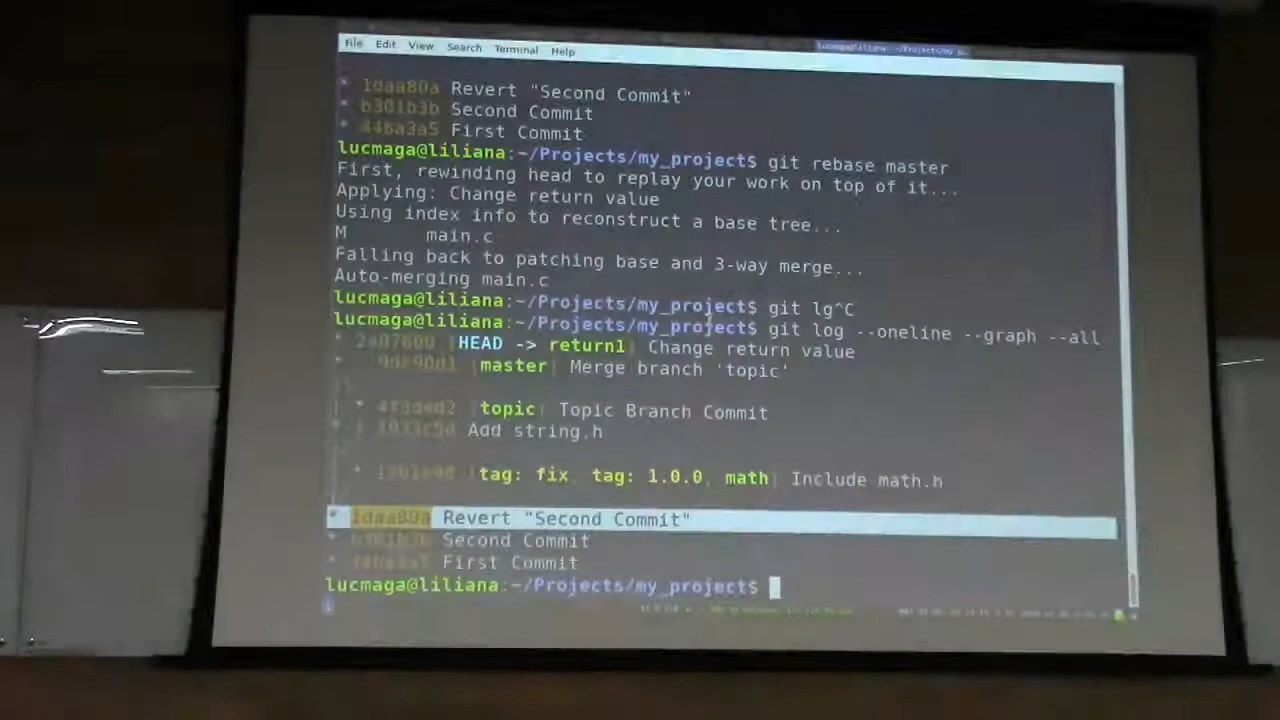 File Edit View Search Terminal Help
* 1daa80a Revert "Second Commit"
* b301b3b Second Commit
* 44ba3a5 First Commit
lucmaga@liliana:~/Projects/my_project$ git rebase master
First, rewinding head to replay your work on top of it...
Applying: Change return value
Using index info to reconstruct a base tree...
M main.c
Falling back to patching base and 3-way merge...
Auto-merging main.c
lucmaga@liliana:~/Projects/my_project$ git lg^C
lucmaga@liliana:~/Projects/my_project$ git log --oneline --graph --all
(HEAD -> return1) Change return value
(master) Merge branch 'topic'
* (topic) Topic Branch Commit
* Add string.h
* (tag: fix, tag: 1.0.0, math) Include math.h
* 1daa80a Revert "Second Commit"
* Second Commit
* First Commit
lucmaga@liliana:~/Projects/my_project$